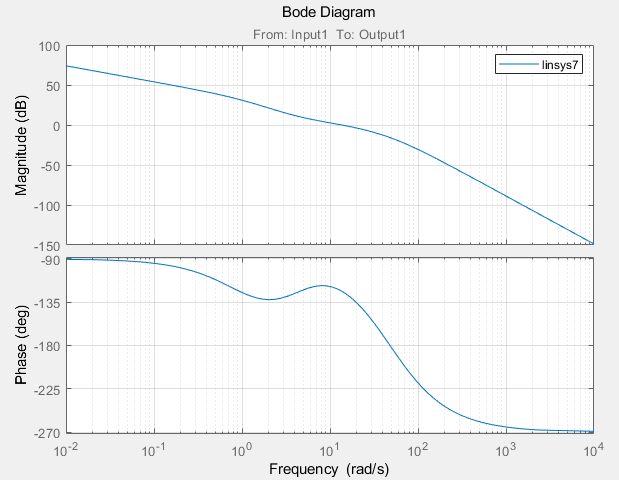 Bode Diagram
From: Input1 To: Output1
linsys7
Magnitude (dB)
100
50
0
-50
-100
-150
Phase (deg)
-90
-135
-180
-225
-270
10^-2 10^-1 10^0 10^1 10^2 10^3 10^4
Frequency (rad/s)